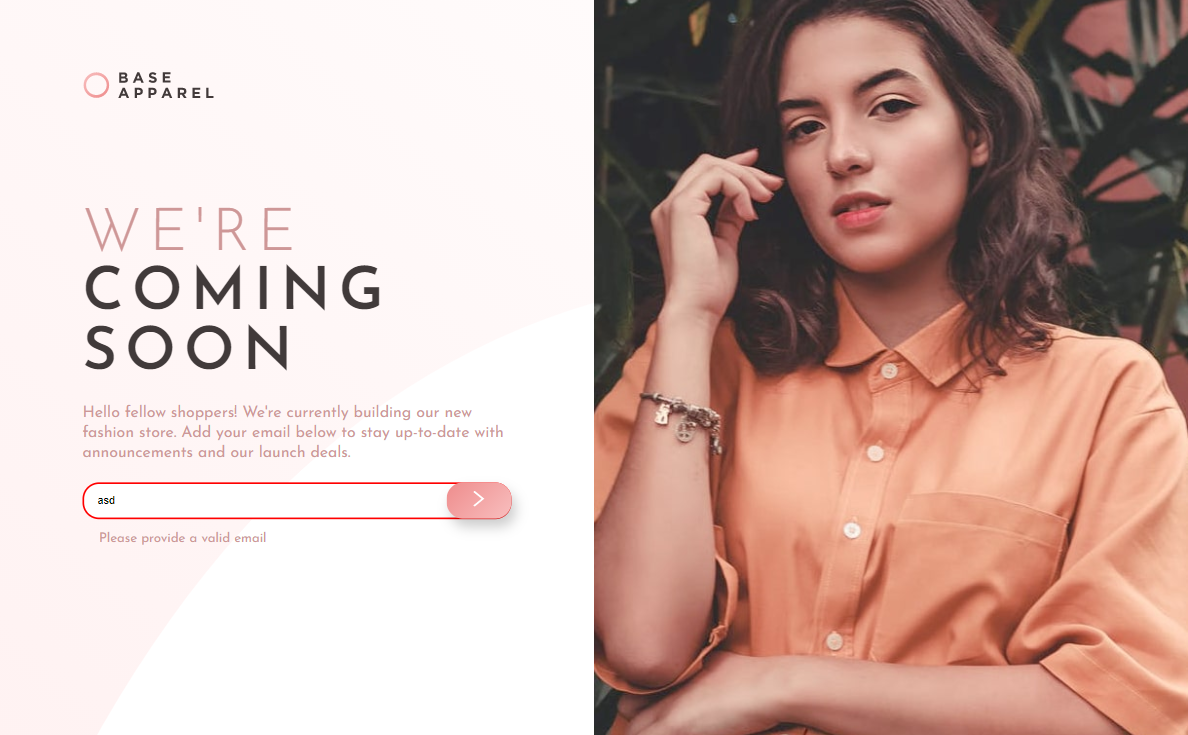 BASE
APPAREL
WE'RE
COMING
SOON
Hello fellow shoppers! We're currently building our new
fashion store. Add your email below to stay up-to-date with
announcements and our launch deals.
asd
Please provide a valid email